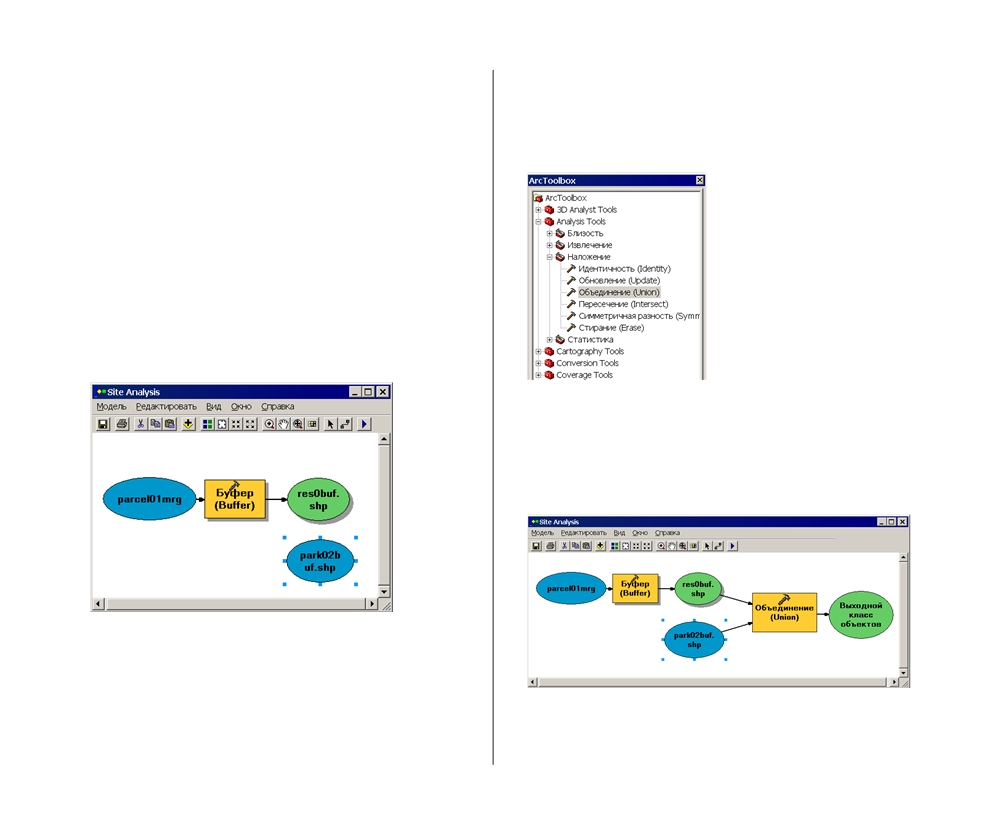 Site Analysis
Модель Редактировать Вид Окно Справка
parcel01mrg
Буфер
(Buffer)
res0buf.
shp
park02b
uf.shp
ArcToolbox
ArcToolbox
3D Analyst Tools
Analysis Tools
Близость
Извлечение
Наложение
Идентичность (Identity)
Обновление (Update)
Объединение (Union)
Пересечение (Intersect)
Симметричная разность (Symm
Стирание (Erase)
Статистика
Cartography Tools
Conversion Tools
Coverage Tools
Site Analysis
Модель Редактировать Вид Окно Справка
parcel01mrg
Буфер
(Buffer)
res0buf.
shp
park02buf.
shp
Объединение
(Union)
Выходной
класс
объектов